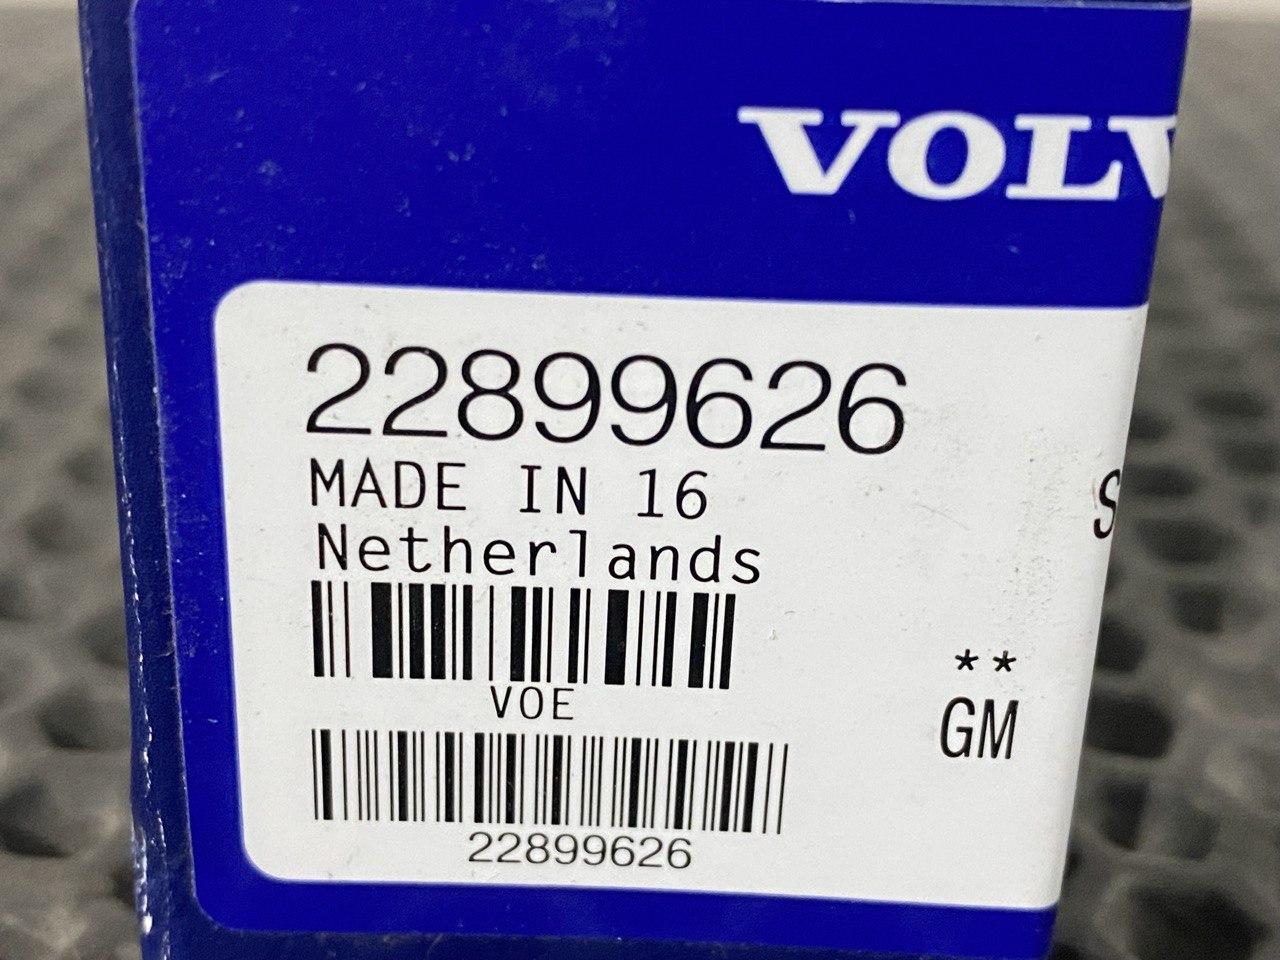 VOLV
22899626
MADE IN 16
Netherlands
S
VOE
**
GM
22899626